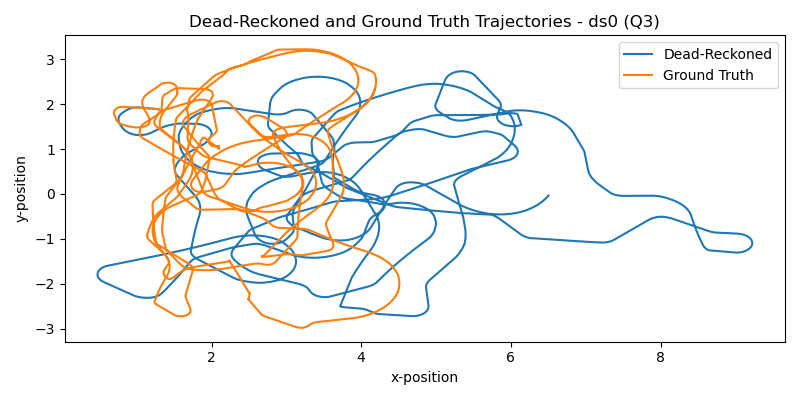 Dead-Reckoned and Ground Truth Trajectories - ds0 (Q3)
Dead-Reckoned
Ground Truth
3
2
1
0
−1
−2
−3
y-position
2 4 6 8
x-position